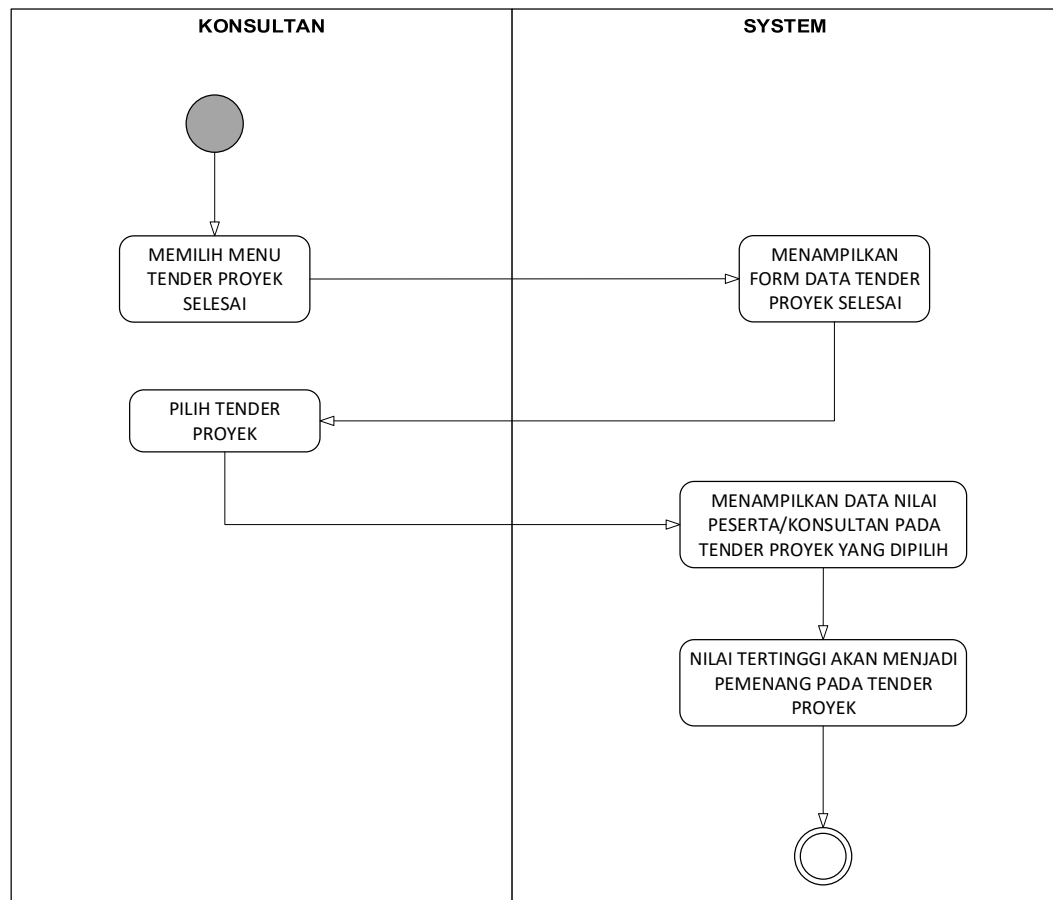 KONSULTAN
SYSTEM
MEMILIH MENU
TENDER PROYEK
SELESAI
MENAMPILKAN
FORM DATA TENDER
PROYEK SELESAI
PILIH TENDER
PROYEK
MENAMPILKAN DATA NILAI
PESERTA/KONSULTAN PADA
TENDER PROYEK YANG DIPILIH
NILAI TERTINGGI AKAN MENJADI
PEMENANG PADA TENDER
PROYEK